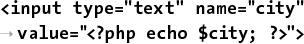 <input type="text" name="city"
→ value="<?php echo $city; ?>">